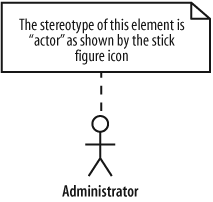 The stereotype of this element is
“actor” as shown by the stick
figure icon
Administrator